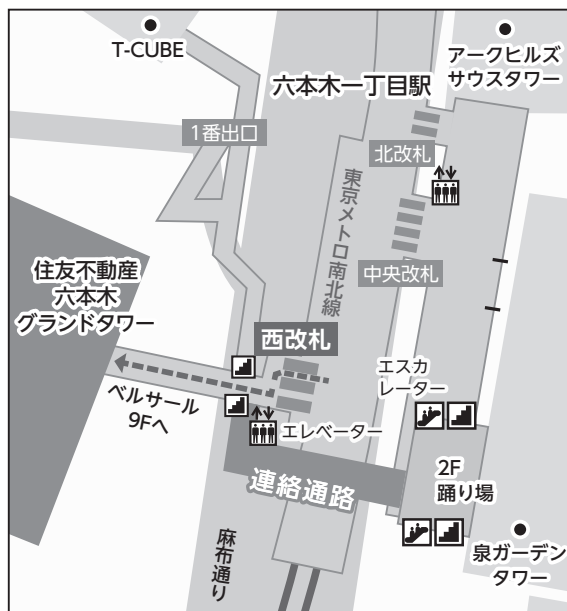 T-CUBE
アークヒルズ
サウスタワー
六本木一丁目駅
1番出口
北改札
東京メトロ南北線
中央改札
住友不動産
六本木
グランドタワー
西改札
エスカ
レーター
ベルサール
9Fへ
エレベーター
2F
踊り場
連絡通路
麻布通り
泉ガーデン
タワー